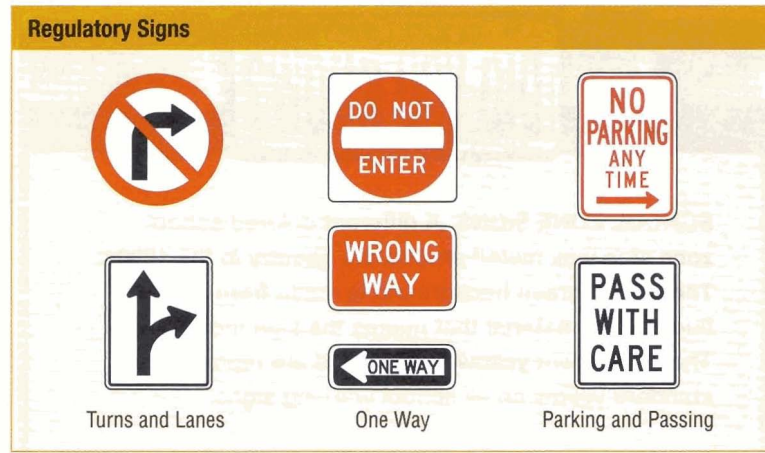 Regulatory Signs
DO NOT
ENTER
WRONG
WAY
ONE WAY
NO
PARKING
ANY
TIME
PASS
WITH
CARE
Turns and Lanes
One Way
Parking and Passing